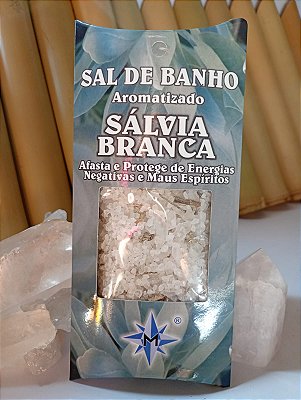 SAL DE BANHO
Aromatizado
SÁLVIA
BRANCA
Afasta e Protege de Energias
Negativas e Maus Espíritos
M
®